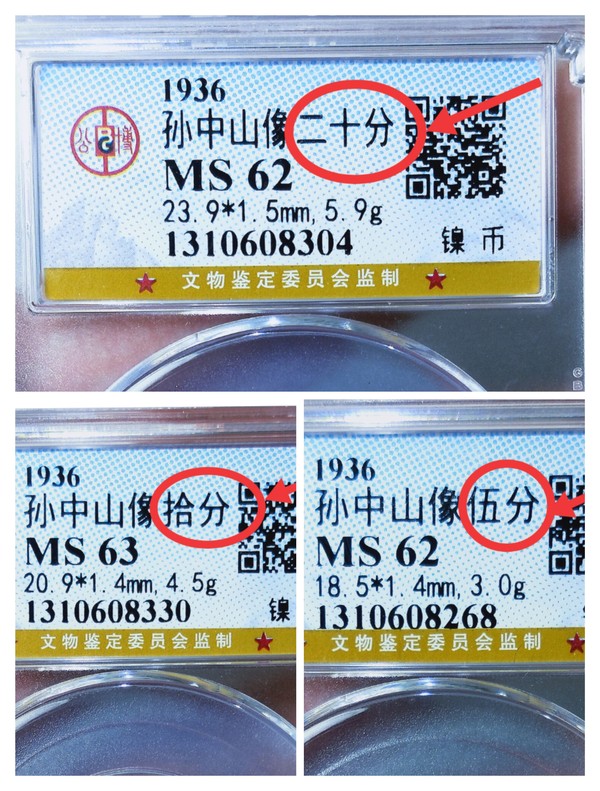 1936
孙中山像二十分
MS 62
23.9*1.5mm,5.9g
1310608304
镍 币
文物鉴定委员会监制
1936
孙中山像拾分
MS 63
20.9*1.4mm,4.5g
1310608330
镍
文物鉴定委员会监制
1936
孙中山像伍分
MS 62
18.5*1.4mm,3.0g
1310608268
文物鉴定委员会监制